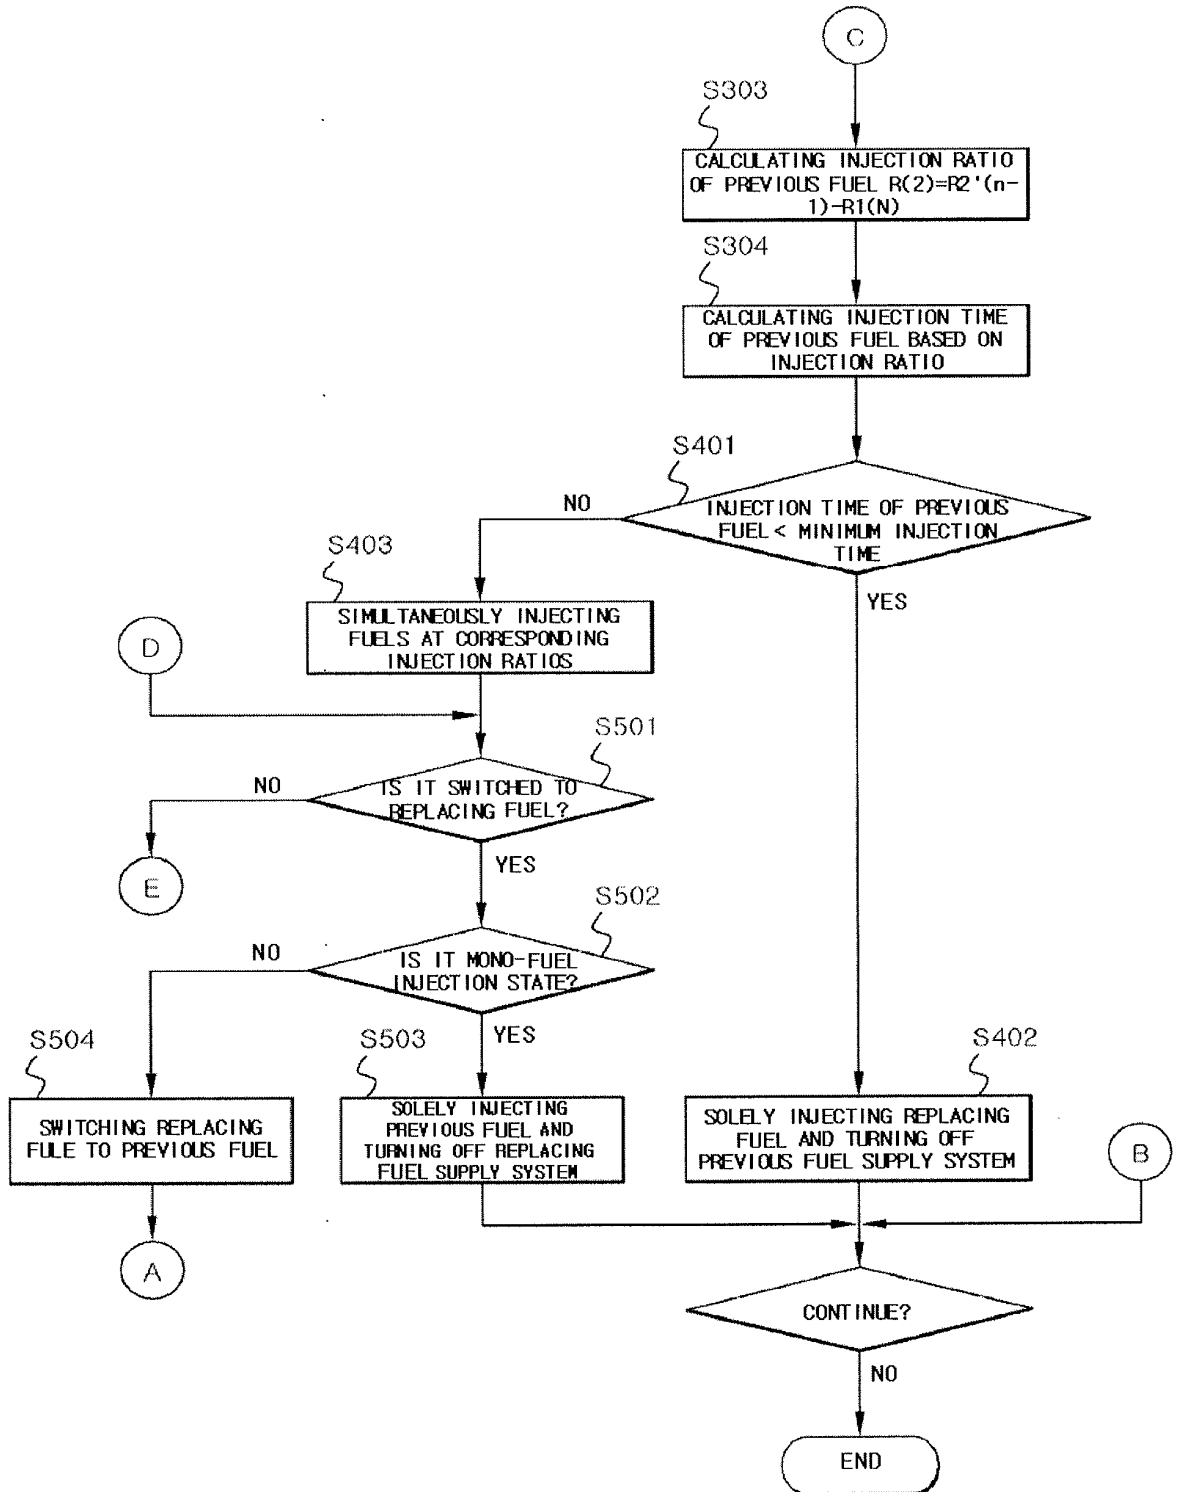 C
S303
CALCULATING INJECTION RATIO
OF PREVIOUS FUEL R(2)=R2'(n-
1)-R1(N)
S304
CALCULATING INJECTION TIME
OF PREVIOUS FUEL BASED ON
INJECTION RATIO
S401
INJECTION TIME OF PREVIOUS
FUEL< MINIMUM INJECTION
TIME
NO
YES
S403
SIMULTANEOUSLY INJECTING
FUELS AT CORRESPONDING
INJECTION RATIOS
D
S501
IS IT SWITCHED TO
REPLACING FUEL?
NO
YES
E
S502
IS IT MONO-FUEL
INJECTION STATE?
NO
YES
S504
SWITCHING REPLACING
FULE TO PREVIOUS FUEL
S503
SOLELY INJECTING
PREVIOUS FUEL AND
TURNING OFF REPLACING
FUEL SUPPLY SYSTEM
S402
SOLELY INJECTING REPLACING
FUEL AND TURNING OFF
PREVIOUS FUEL SUPPLY SYSTEM
B
A
CONTINUE?
NO
END